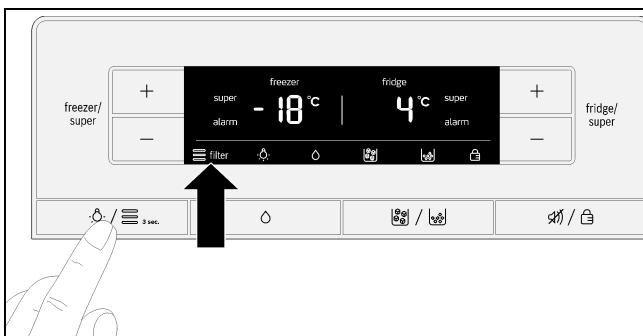 freezer
fridge
super
-18 °C
4 °C
super
alarm
alarm
freezer/
super
+
−
+
−
fridge/
super
filter
/ 3 sec.
/
/